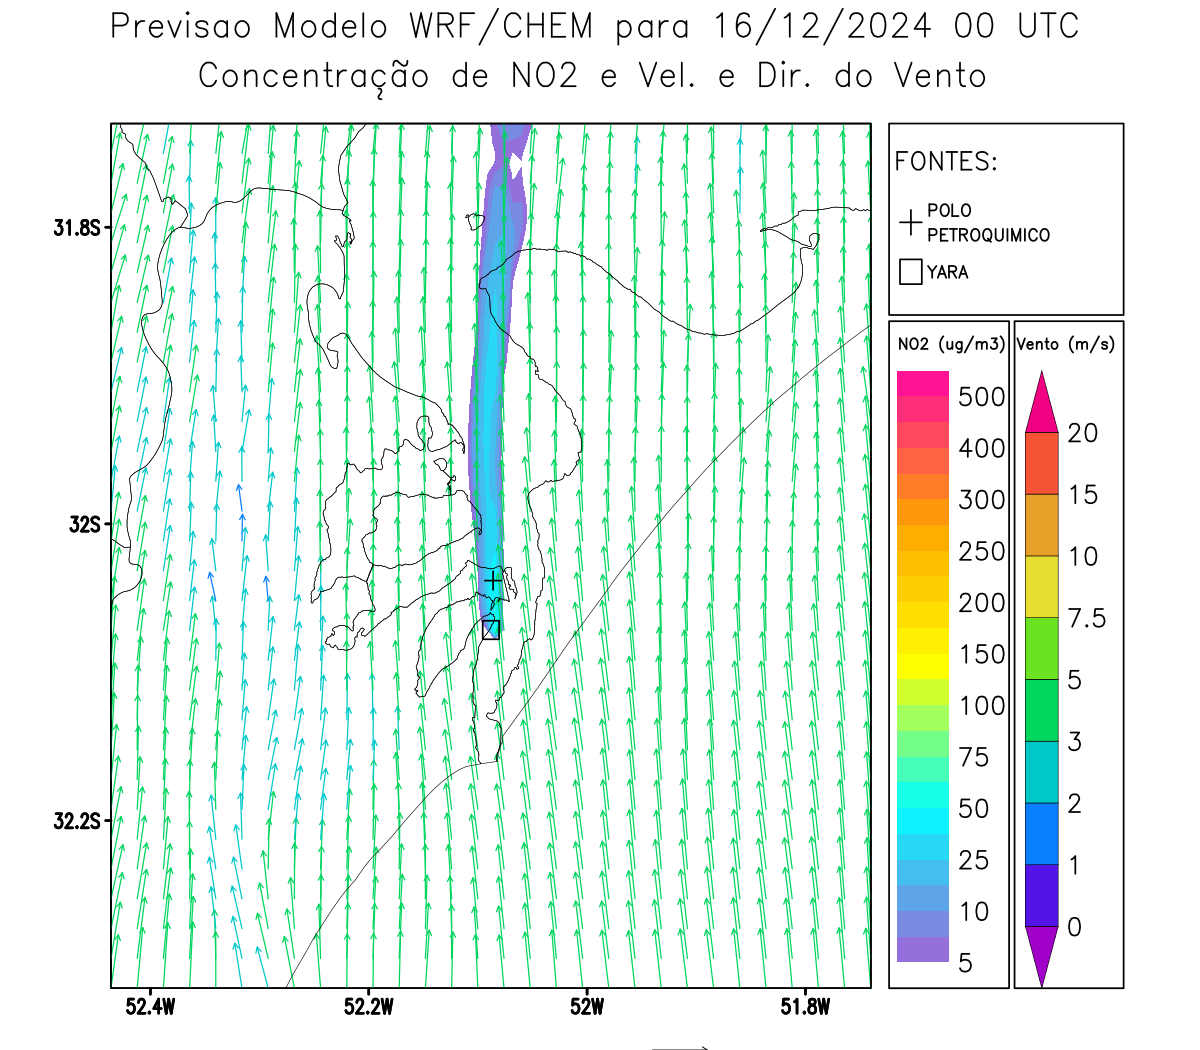 Previsao Modelo WRF/CHEM para 16/12/2024 00 UTC
Concentração de NO2 e Vel. e Dir. do Vento
FONTES:
POLO
PETROQUIMICO
YARA
NO2 (ug/m3)
500
400
300
250
200
150
100
75
50
25
10
5
Vento (m/s)
20
15
10
7.5
5
3
2
1
0
31.8S
32S
32.2S
52.4W
52.2W
52W
51.8W